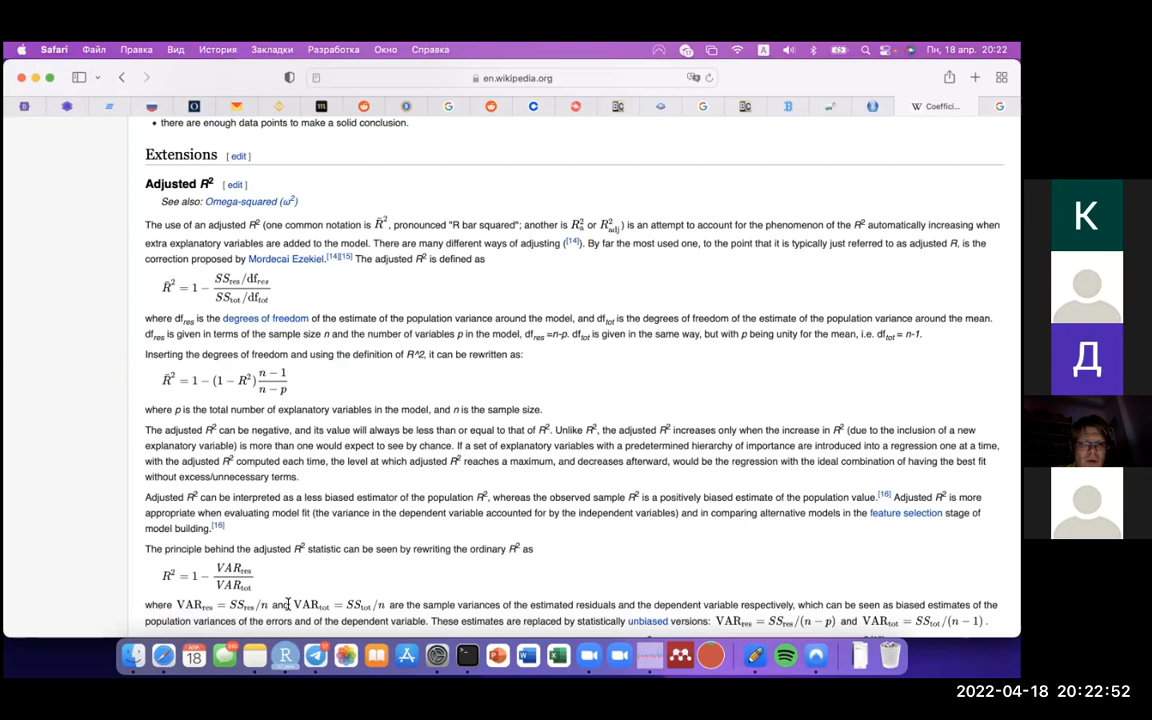 Safari Файл Правка Вид История Закладки Разработка Окно Справка A Пн, 18 апр. 20:22
en.wikipedia.org
W Coeffici...
• there are enough data points to make a solid conclusion.
Extensions [ edit ]
Adjusted R² [ edit ]
See also: Omega-squared (ω²)
The use of an adjusted R² (one common notation is R̄², pronounced "R bar squared"; another is R²ₐ or R²adj) is an attempt to account for the phenomenon of the R² automatically increasing when
extra explanatory variables are added to the model. There are many different ways of adjusting ([14]). By far the most used one, to the point that it is typically just referred to as adjusted R, is the
correction proposed by Mordecai Ezekiel.[14][15] The adjusted R² is defined as
R̄² = 1 − (SSres/dfres)/(SStot/dftot)
where dfres is the degrees of freedom of the estimate of the population variance around the model, and dftot is the degrees of freedom of the estimate of the population variance around the mean.
dfres is given in terms of the sample size n and the number of variables p in the model, dfres =n-p. dftot is given in the same way, but with p being unity for the mean, i.e. dftot = n-1.
Inserting the degrees of freedom and using the definition of R^2, it can be rewritten as:
R̄² = 1 − (1 − R²) (n − 1)/(n − p)
where p is the total number of explanatory variables in the model, and n is the sample size.
The adjusted R² can be negative, and its value will always be less than or equal to that of R². Unlike R², the adjusted R² increases only when the increase in R² (due to the inclusion of a new
explanatory variable) is more than one would expect to see by chance. If a set of explanatory variables with a predetermined hierarchy of importance are introduced into a regression one at a time,
with the adjusted R² computed each time, the level at which adjusted R² reaches a maximum, and decreases afterward, would be the regression with the ideal combination of having the best fit
without excess/unnecessary terms.
Adjusted R² can be interpreted as a less biased estimator of the population R², whereas the observed sample R² is a positively biased estimate of the population value.[16] Adjusted R² is more
appropriate when evaluating model fit (the variance in the dependent variable accounted for by the independent variables) and in comparing alternative models in the feature selection stage of
model building.[16]
The principle behind the adjusted R² statistic can be seen by rewriting the ordinary R² as
R² = 1 − VARres/VARtot
where VARres = SSres/n and VARtot = SStot/n are the sample variances of the estimated residuals and the dependent variable respectively, which can be seen as biased estimates of the
population variances of the errors and of the dependent variable. These estimates are replaced by statistically unbiased versions: VARres = SSres/(n − p) and VARtot = SStot/(n − 1) .
К
Д
2022-04-18 20:22:52